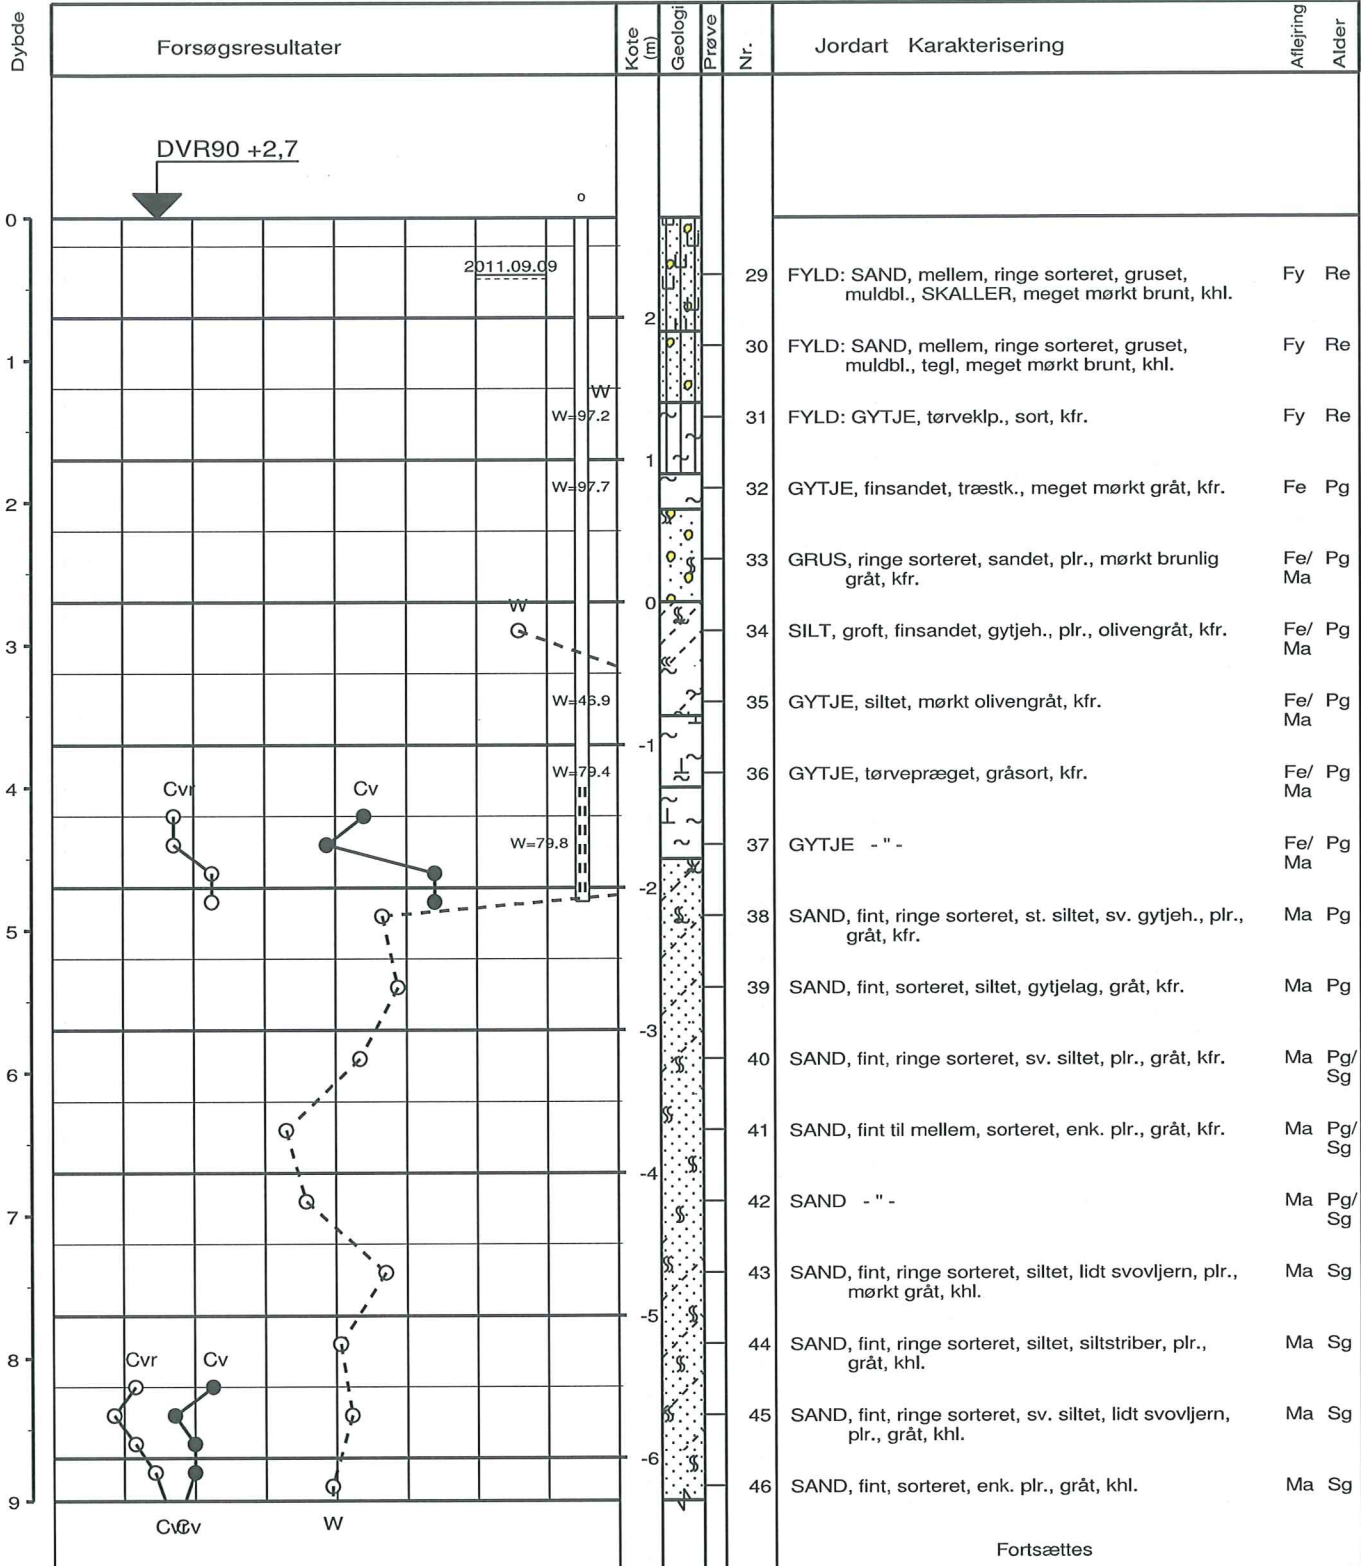 Dybde
Forsøgsresultater
Kote (m)
Geologi
Prøve
Nr.
Jordart Karakterisering
Aflejring
Alder
DVR90 +2,7
o
0
2011.09.09
29 FYLD: SAND, mellem, ringe sorteret, gruset, Fy Re
muldbl., SKALLER, meget mørkt brunt, khl.
2
1
30 FYLD: SAND, mellem, ringe sorteret, gruset, Fy Re
muldbl., tegl, meget mørkt brunt, khl.
W
W=97.2
31 FYLD: GYTJE, tørveklp., sort, kfr. Fy Re
1
W=97.7
32 GYTJE, finsandet, træstk., meget mørkt gråt, kfr. Fe Pg
2
33 GRUS, ringe sorteret, sandet, plr., mørkt brunlig Fe/ Pg
gråt, kfr. Ma
0
W
34 SILT, groft, finsandet, gytjeh., plr., olivengråt, kfr. Fe/ Pg
Ma
3
W=46.9
35 GYTJE, siltet, mørkt olivengråt, kfr. Fe/ Pg
Ma
-1
W=79.4
36 GYTJE, tørvepræget, gråsort, kfr. Fe/ Pg
Ma
4
Cvr
Cv
W=79.8
37 GYTJE - " - Fe/ Pg
Ma
-2
38 SAND, fint, ringe sorteret, st. siltet, sv. gytjeh., plr., Ma Pg
gråt, kfr.
5
39 SAND, fint, sorteret, siltet, gytjelag, gråt, kfr. Ma Pg
-3
40 SAND, fint, ringe sorteret, sv. siltet, plr., gråt, kfr. Ma Pg/
Sg
6
41 SAND, fint til mellem, sorteret, enk. plr., gråt, kfr. Ma Pg/
Sg
-4
42 SAND - " - Ma Pg/
Sg
7
43 SAND, fint, ringe sorteret, siltet, lidt svovljern, plr., Ma Sg
mørkt gråt, khl.
-5
44 SAND, fint, ringe sorteret, siltet, siltstriber, plr., Ma Sg
gråt, khl.
8
Cvr
Cv
45 SAND, fint, ringe sorteret, sv. siltet, lidt svovljern, Ma Sg
plr., gråt, khl.
-6
46 SAND, fint, sorteret, enk. plr., gråt, khl. Ma Sg
9
Cvr
Cv
W
Fortsættes